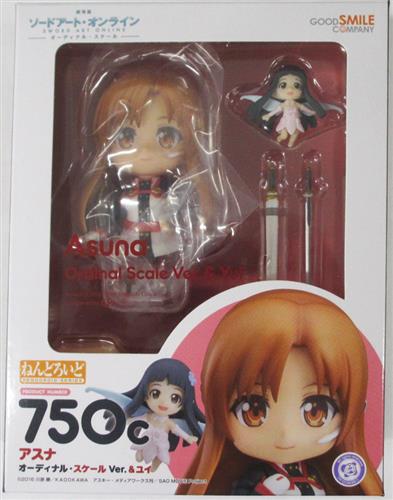 劇場版
ソードアート・オンライン
SWORD ART ONLINE
オーディナル・スケール
GOOD SMILE
COMPANY
Asuna
Ordinal Scale Ver. & Yui
ねんどろいど
NENDOROID SERIES
PRODUCT NUMBER
750c
アスナ
オーディナル・スケール Ver.&ユイ
©2016 川原 礫/KADOKAWA アスキー・メディアワークス刊/SAO MOVIE Project